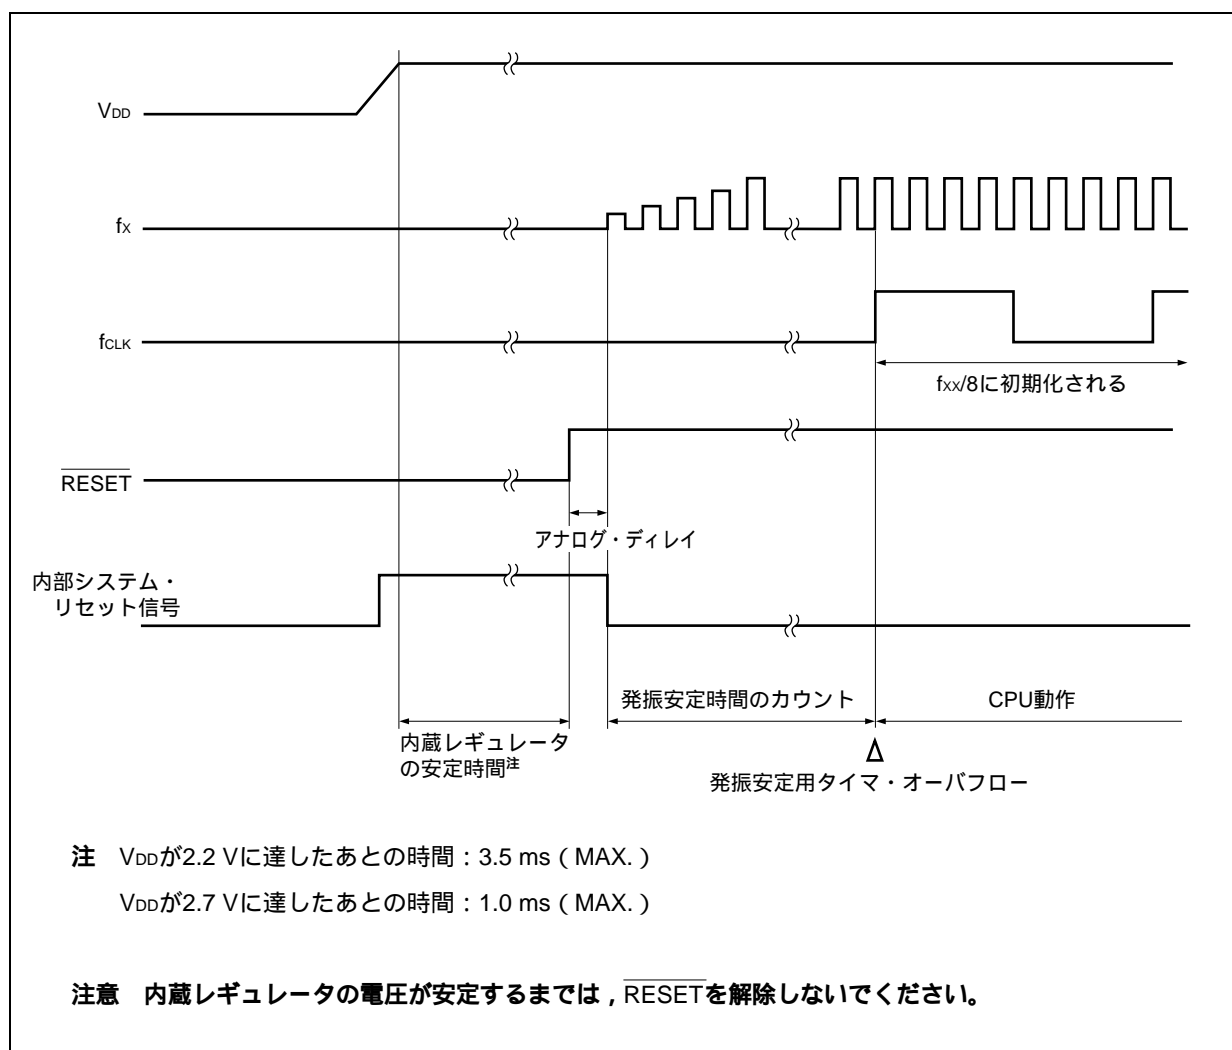 VDD
fX
fCLK
fXX/8に初期化される
RESET
アナログ・ディレイ
内部システム・
リセット信号
発振安定時間のカウント
CPU動作
内蔵レギュレータ
の安定時間注
発振安定用タイマ・オーバフロー
注 VDDが2.2 Vに達したあとの時間：3.5 ms（MAX.）
VDDが2.7 Vに達したあとの時間：1.0 ms（MAX.）
注意 内蔵レギュレータの電圧が安定するまでは，RESETを解除しないでください。